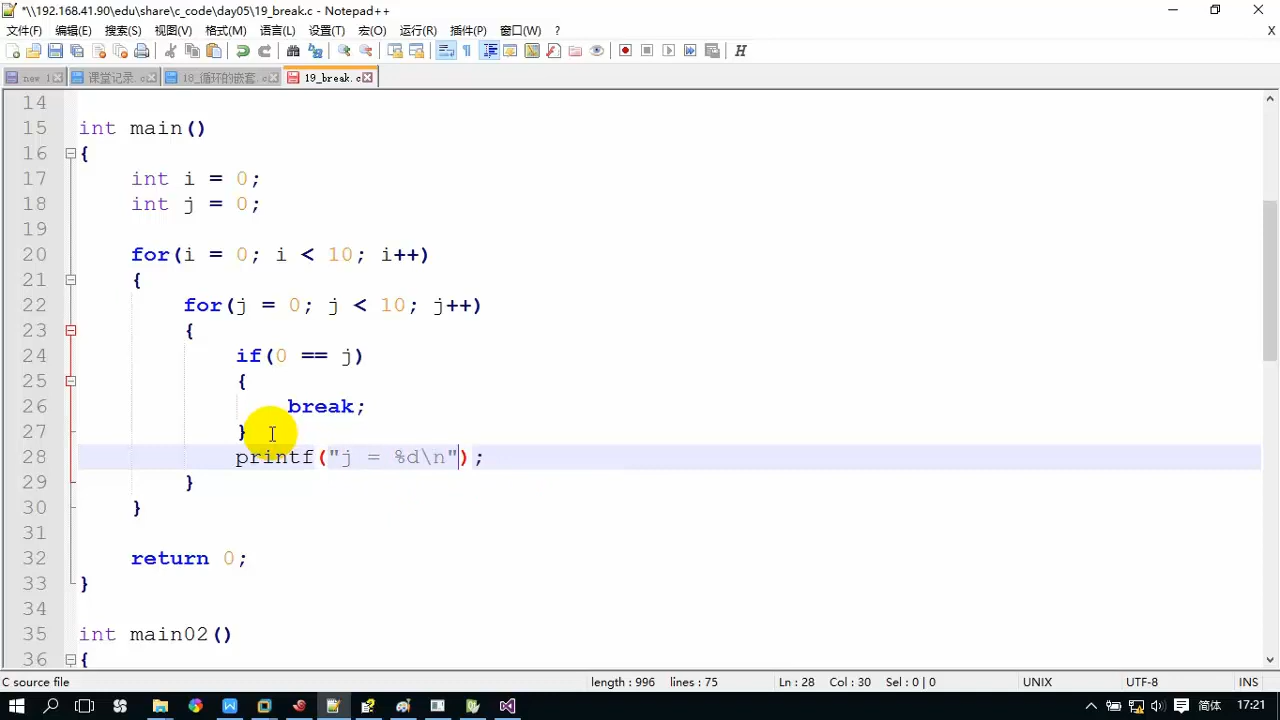 *\\192.168.41.90\edu\share\c_code\day05\19_break.c - Notepad++
文件(F) 编辑(E) 搜索(S) 视图(V) 格式(M) 语言(L) 设置(T) 宏(O) 运行(R) 插件(P) 窗口(W) ? X
new 1 课堂记录.c 18_循环的嵌套.c 19_break.c
14
15 int main()
16 {
17 int i = 0;
18 int j = 0;
19
20 for(i = 0; i < 10; i++)
21 {
22 for(j = 0; j < 10; j++)
23 {
24 if(0 == j)
25 {
26 break;
27 }
28 printf("j = %d\n");
29 }
30 }
31
32 return 0;
33 }
34
35 int main02()
36 {
C source file length : 996 lines : 75 Ln : 28 Col : 30 Sel : 0 | 0 UNIX UTF-8 INS
简体 17:21